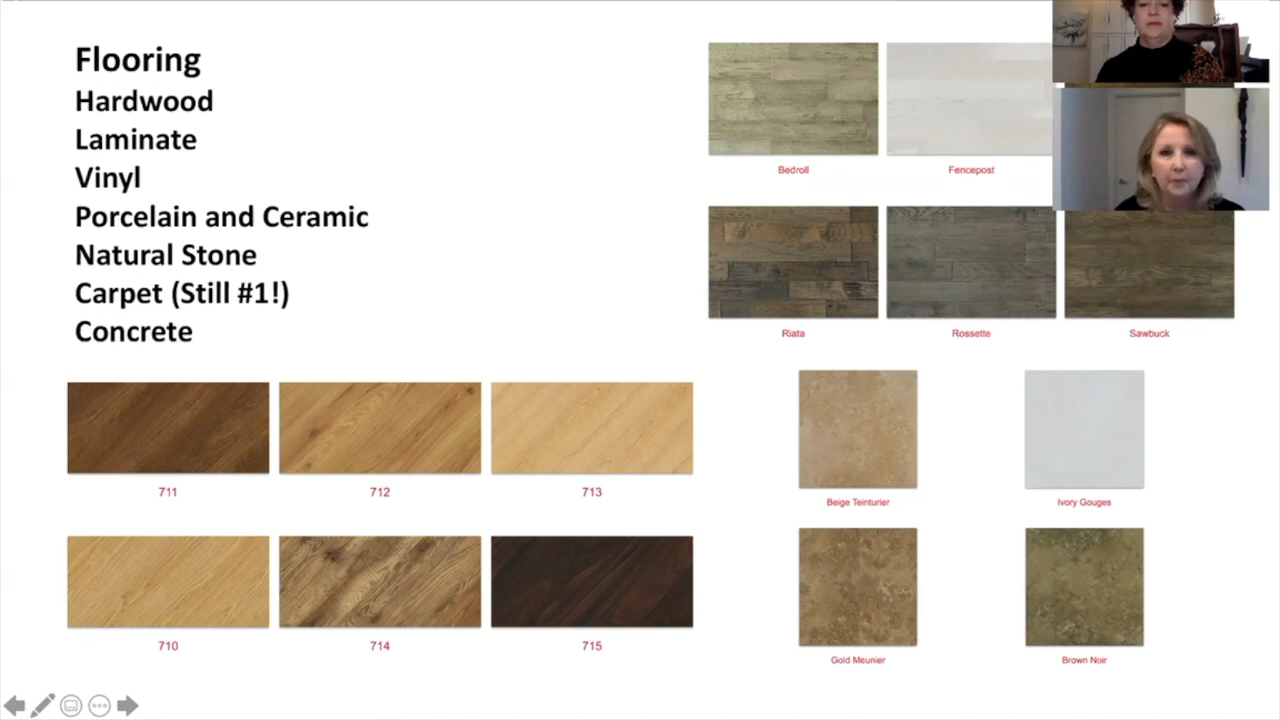 Flooring
Hardwood
Laminate
Vinyl
Porcelain and Ceramic
Natural Stone
Carpet (Still #1!)
Concrete
Bedroll
Fencepost
Riata
Rossette
Sawbuck
711
712
713
710
714
715
Beige Teinturier
Ivory Gouges
Gold Meunier
Brown Noir